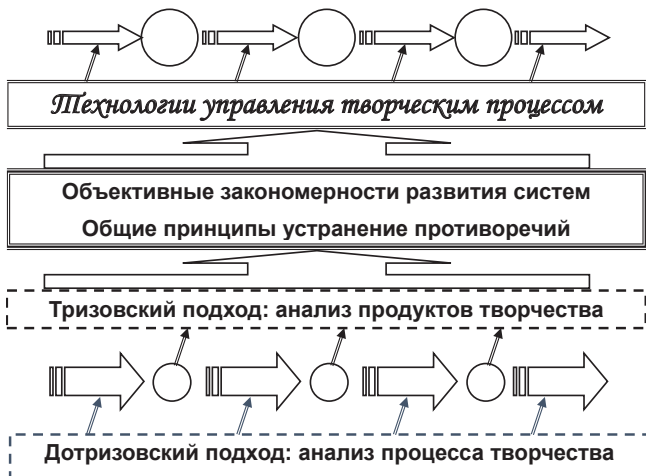 Технологии управления творческим процессом
Объективные закономерности развития систем
Общие принципы устранение противоречий
Тризовский подход: анализ продуктов творчества
Дотризовский подход: анализ процесса творчества